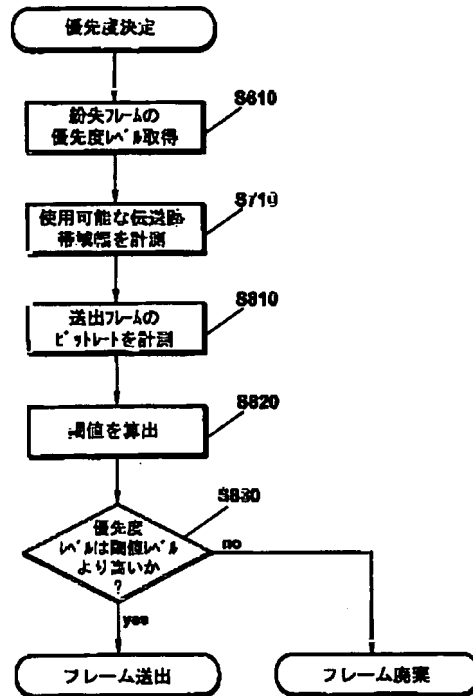 優先度決定
S610
紛失フレームの
優先度レベル取得
S710
使用可能な伝送路
帯域幅を計測
S810
送出フレームの
ビットレートを計測
S820
閾値を算出
S830
優先度
レベルは閾値レベル
より高いか
?
no
yes
フレーム送出
フレーム廃棄